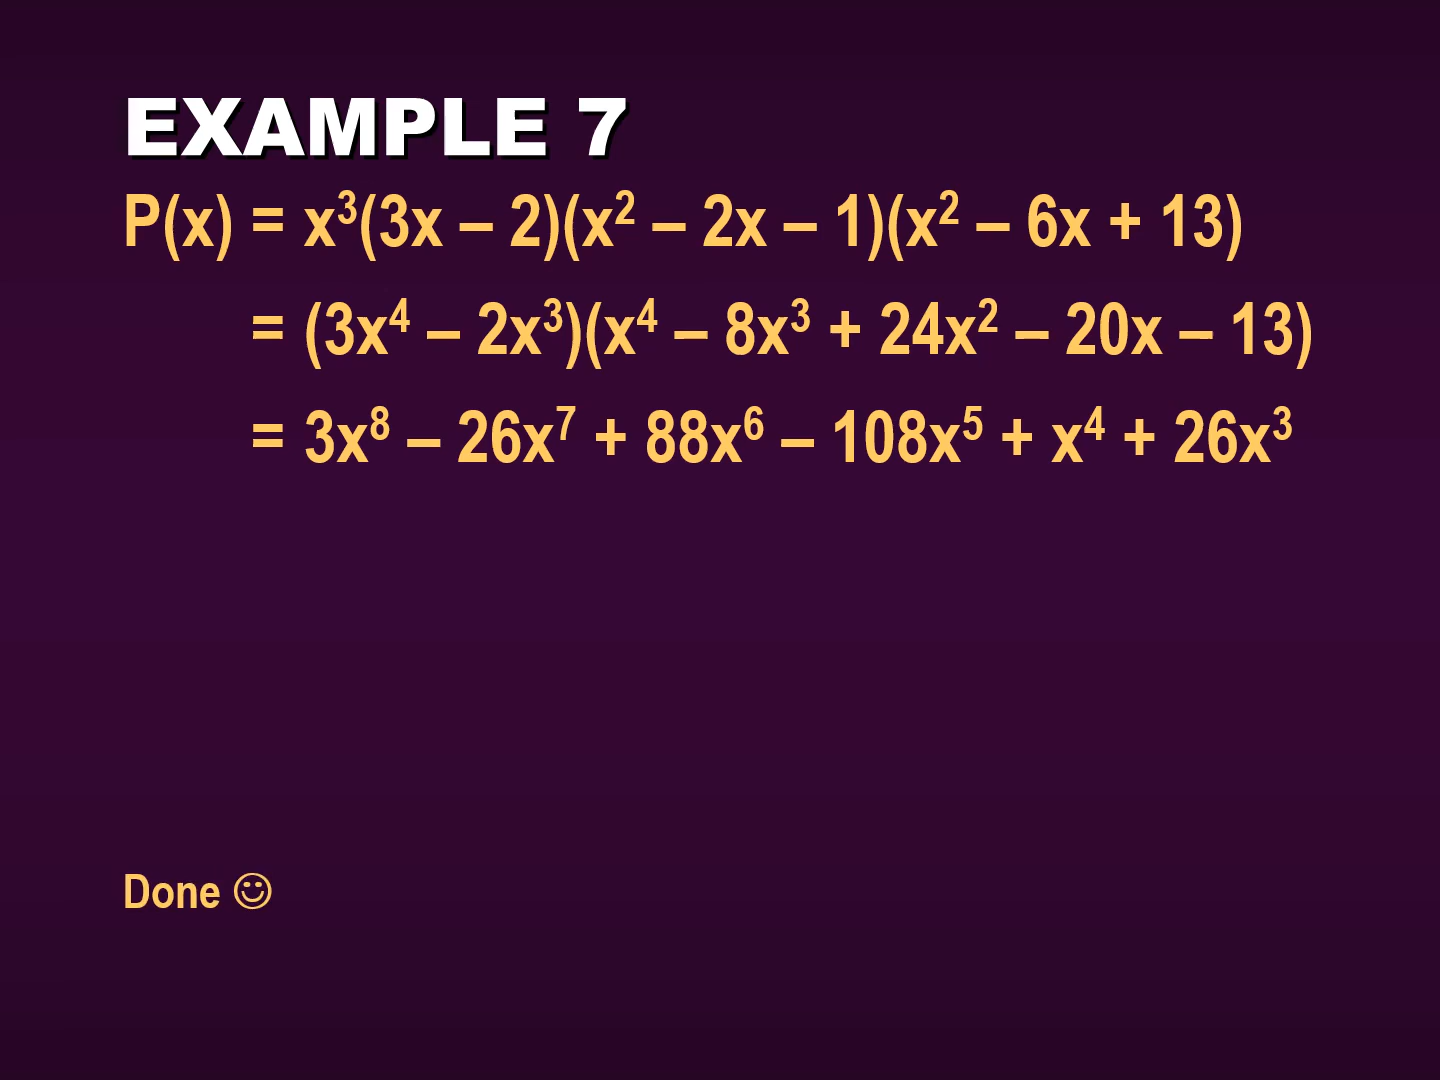 EXAMPLE 7
P(x) = x³(3x – 2)(x² – 2x – 1)(x² – 6x + 13)
= (3x⁴ – 2x³)(x⁴ – 8x³ + 24x² – 20x – 13)
= 3x⁸ – 26x⁷ + 88x⁶ – 108x⁵ + x⁴ + 26x³
Done ☺